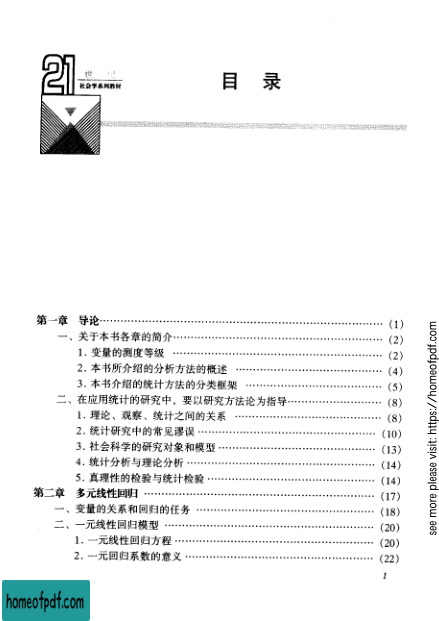 21
世 纪
社会学系列教材
目 录
第一章 导论……(1)
一、关于本书各章的简介……(2)
1. 变量的测度等级……(2)
2. 本书所介绍的分析方法的概述……(4)
3. 本书介绍的统计方法的分类框架……(5)
二、在应用统计的研究中，要以研究方法论为指导……(8)
1. 理论、观察、统计之间的关系……(8)
2. 统计研究中的常见谬误……(10)
3. 社会科学的研究对象和模型……(13)
4. 统计分析与理论分析……(14)
5. 真理性的检验与统计检验……(14)
第二章 多元线性回归……(17)
一、变量的关系和回归的任务……(18)
二、一元线性回归模型……(20)
1. 一元线性回归方程……(20)
2. 一元回归系数的意义……(22)
1
homeofpdf.com
see more please visit: https://homeofpdf.com